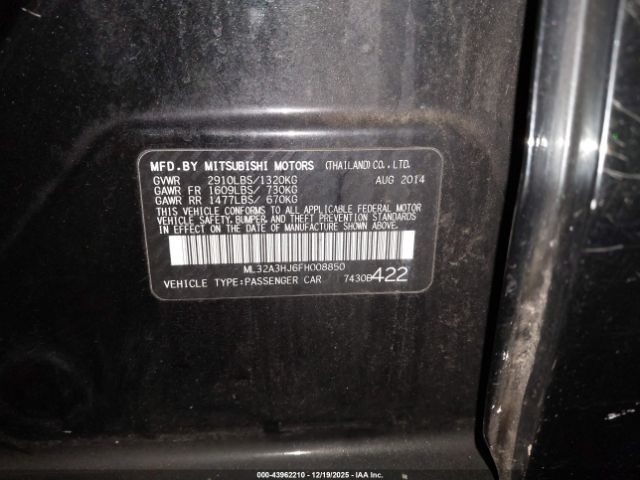 MFD.BY MITSUBISHI MOTORS (THAILAND) CO., LTD.
GVWR 2910LBS/1320KG AUG 2014
GAWR FR 1609LBS/ 730KG
GAWR RR 1477LBS/ 670KG
THIS VEHICLE CONFORMS TO ALL APPLICABLE FEDERAL MOTOR
VEHICLE SAFETY, BUMPER, AND THEFT PREVENTION STANDARDS
IN EFFECT ON THE DATE OF MANUFACTURE SHOWN ABOVE.
ML32A3HJ6FH008850
VEHICLE TYPE:PASSENGER CAR 7430B422
000-43962210 - 12/19/2025 - IAA Inc.